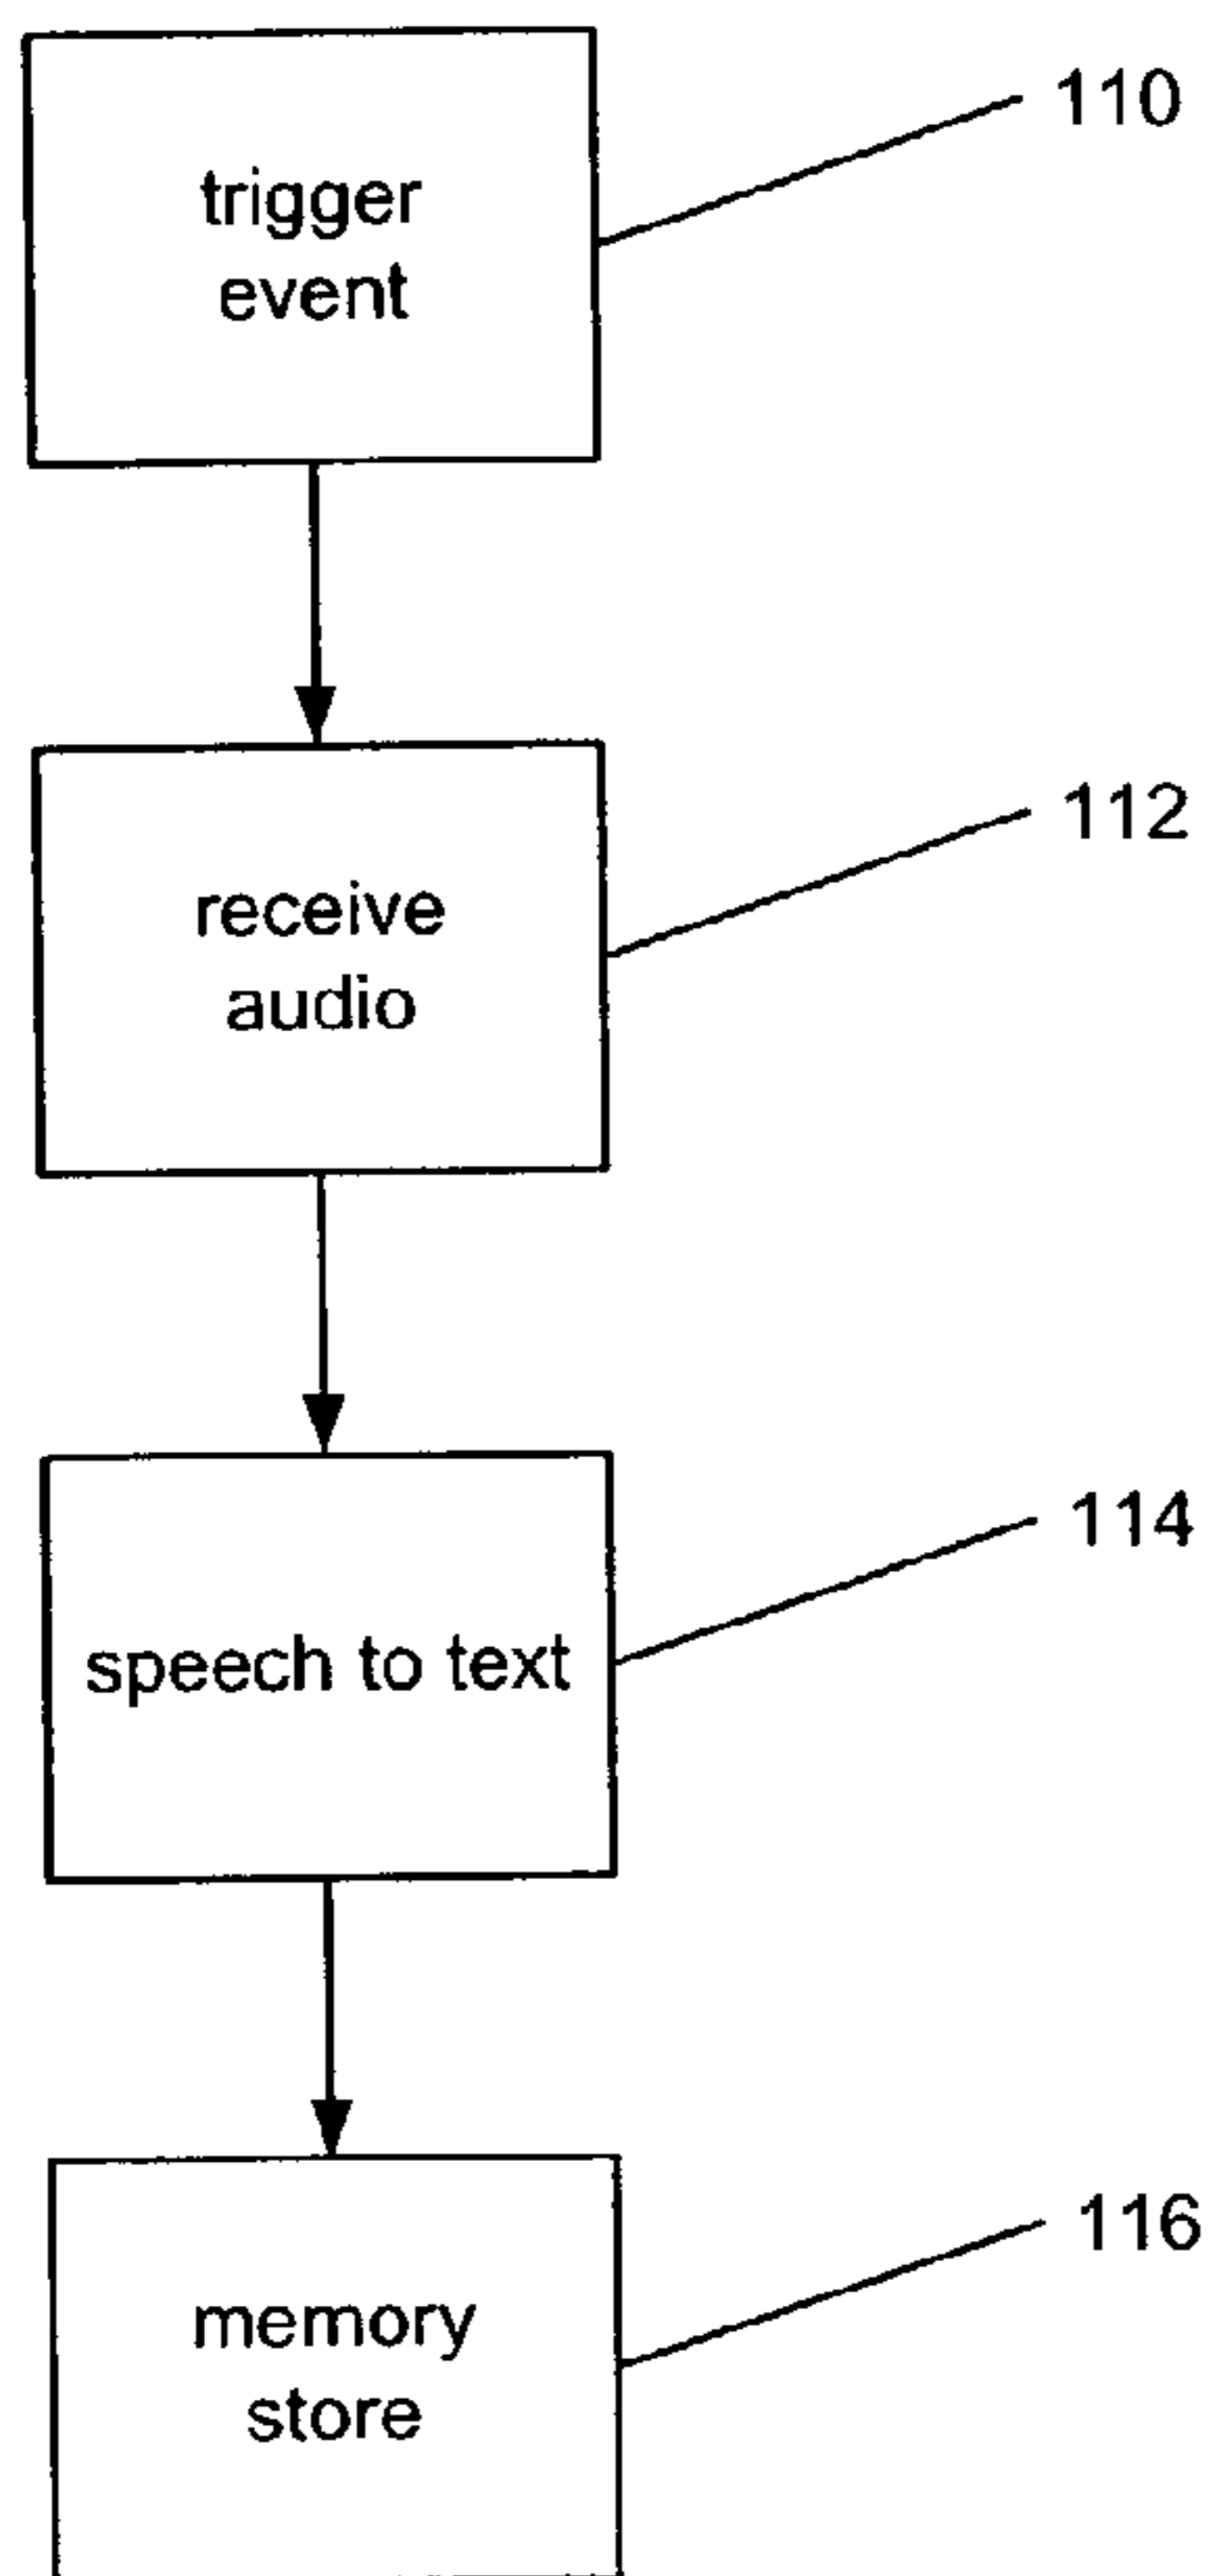 trigger
event
110
receive
audio
112
speech to text
114
memory
store
116